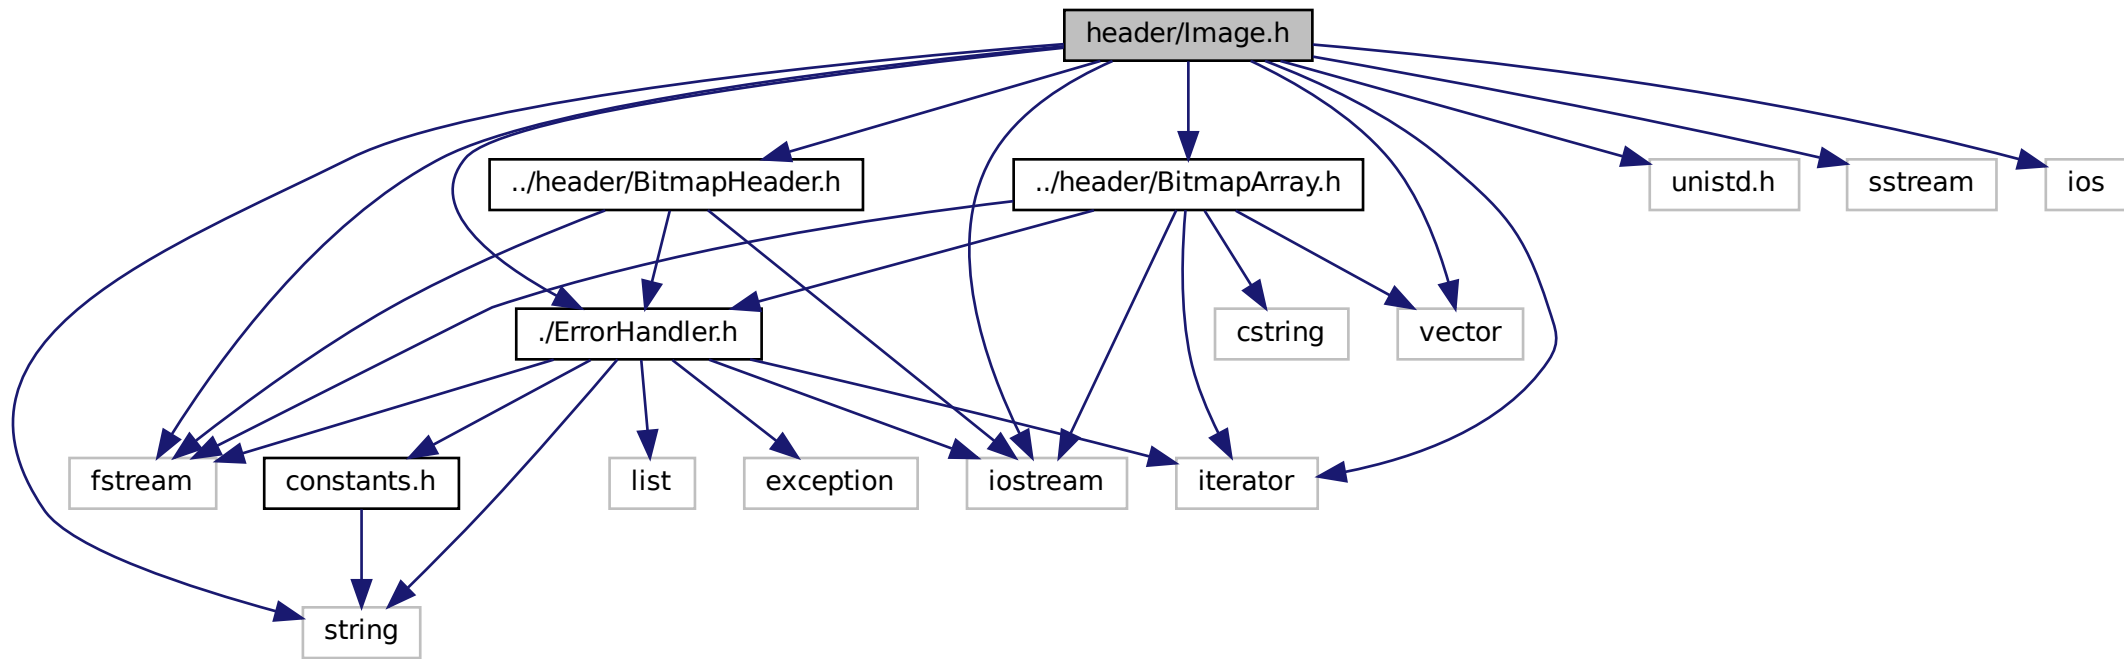 header/Image.h
../header/BitmapHeader.h
../header/BitmapArray.h
unistd.h
sstream
ios
./ErrorHandler.h
cstring
vector
fstream
constants.h
list
exception
iostream
iterator
string